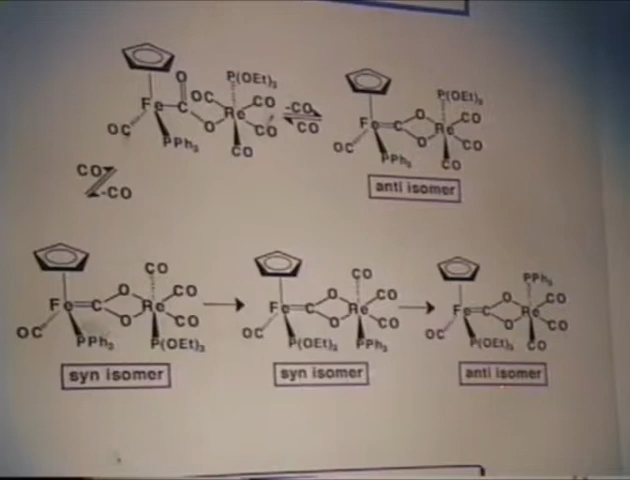 O
P(OEt)3
Fe C OC Re CO
O CO
OC PPh3 CO
-CO
CO
P(OEt)3
Fe C O Re CO
O CO
OC PPh3 CO
anti isomer
CO
-CO
CO
Fe C O Re CO
O CO
OC PPh3 P(OEt)3
syn isomer
CO
Fe C O Re CO
O CO
OC P(OEt)3 PPh3
syn isomer
PPh3
Fe C O Re CO
O CO
OC P(OEt)3 CO
anti isomer